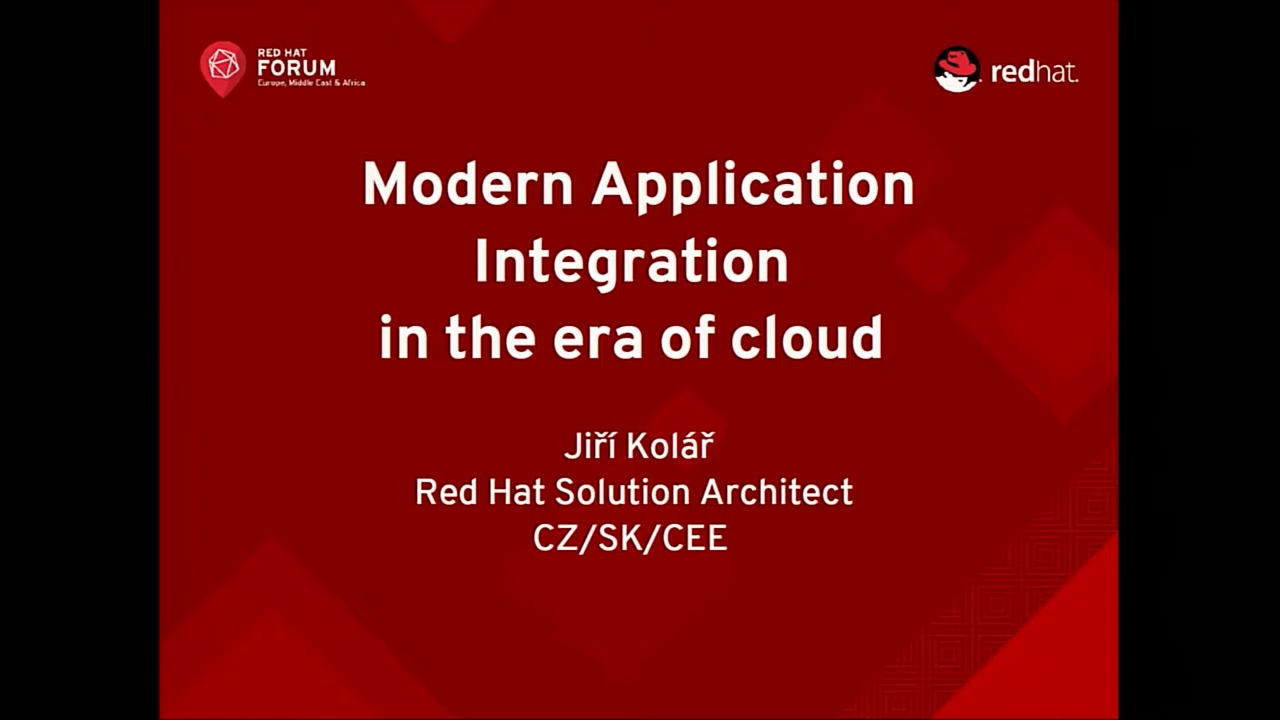 RED HAT
FORUM
Europe, Middle East & Africa
redhat.
Modern Application
Integration
in the era of cloud
Jiří Kolář
Red Hat Solution Architect
CZ/SK/CEE